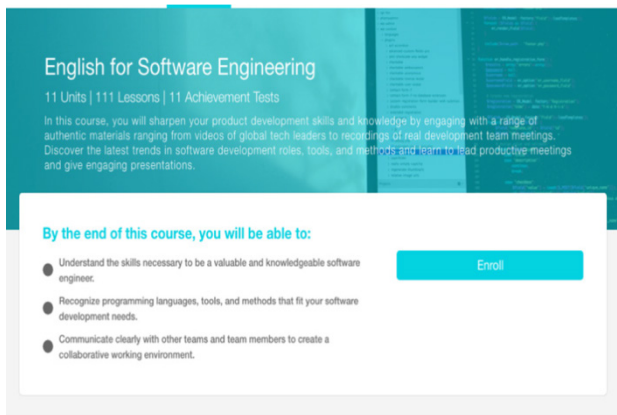 English for Software Engineering
11 Units | 111 Lessons | 11 Achievement Tests
In this course, you will sharpen your product development skills and knowledge by engaging with a range of
authentic materials ranging from videos of global tech leaders to recordings of real development team meetings.
Discover the latest trends in software development roles, tools, and methods and learn to lead productive meetings
and give engaging presentations.
By the end of this course, you will be able to:
Understand the skills necessary to be a valuable and knowledgeable software
engineer.
Recognize programming languages, tools, and methods that fit your software
development needs.
Communicate clearly with other teams and team members to create a
collaborative working environment.
Enroll